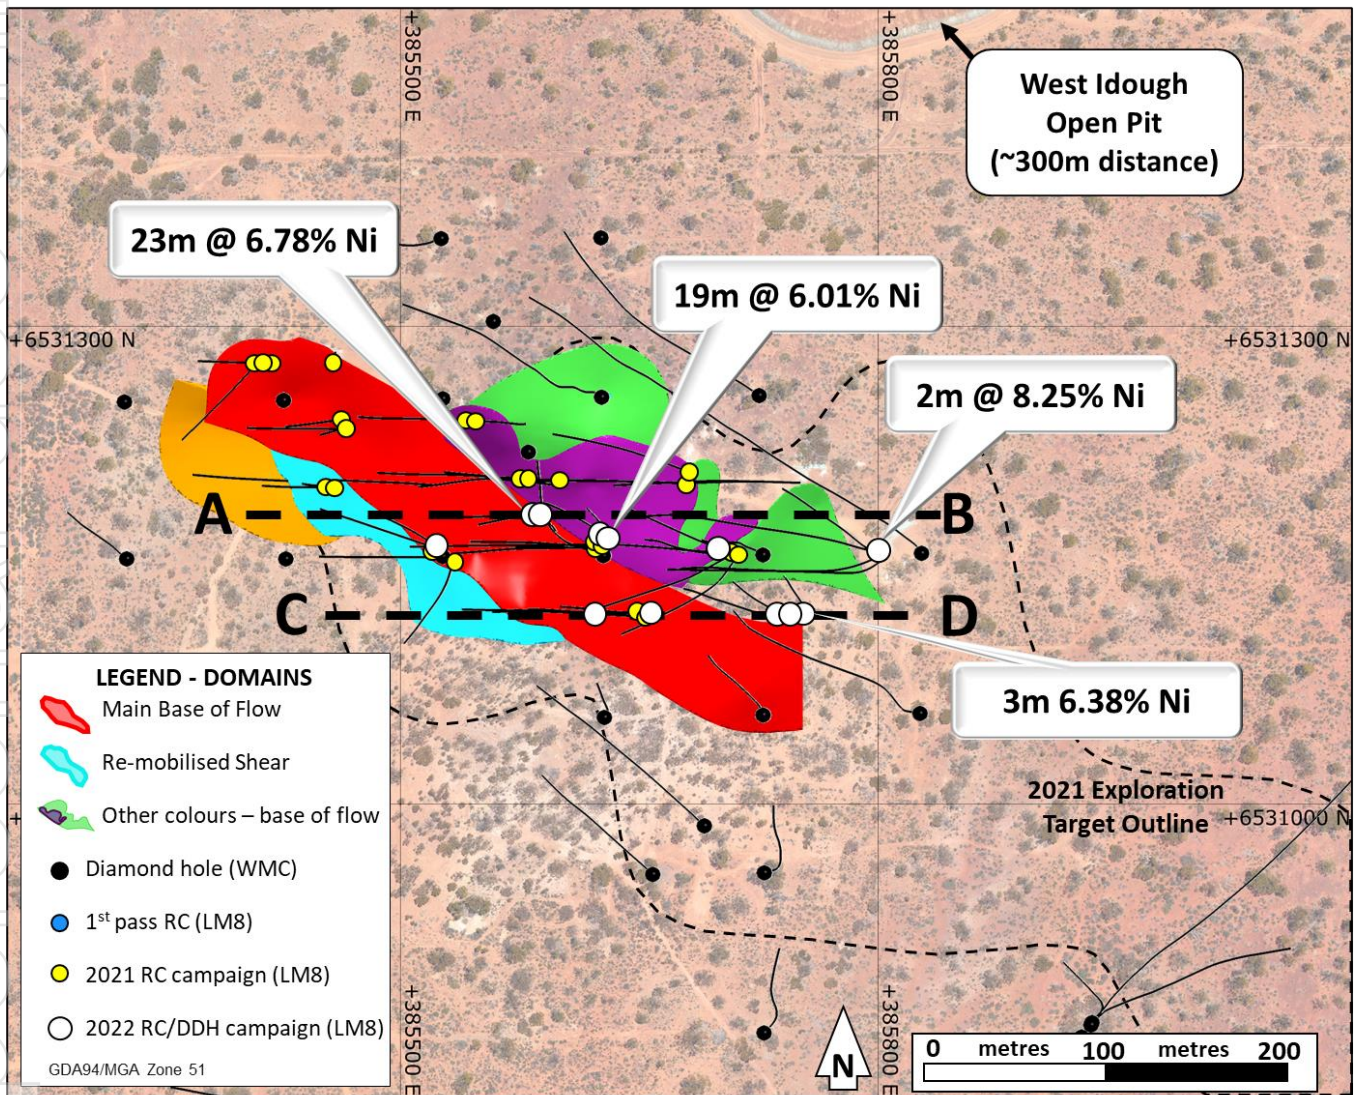 +385500 E
+385800 E
West Idough
Open Pit
(~300m distance)
23m @ 6.78% Ni
19m @ 6.01% Ni
+6531300 N
+6531300 N
2m @ 8.25% Ni
A
B
C
D
3m 6.38% Ni
LEGEND - DOMAINS
Main Base of Flow
Re-mobilised Shear
Other colours – base of flow
Diamond hole (WMC)
1st pass RC (LM8)
2021 RC campaign (LM8)
2022 RC/DDH campaign (LM8)
GDA94/MGA Zone 51
2021 Exploration
Target Outline
+6531000 N
+
+385500 E
+385800 E
N
0 metres 100 metres 200